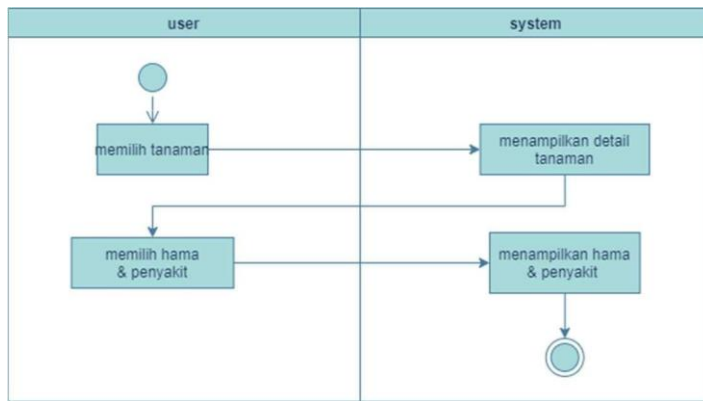 user
system
memilih tanaman
menampilkan detail
tanaman
memilih hama
& penyakit
menampilkan hama
& penyakit